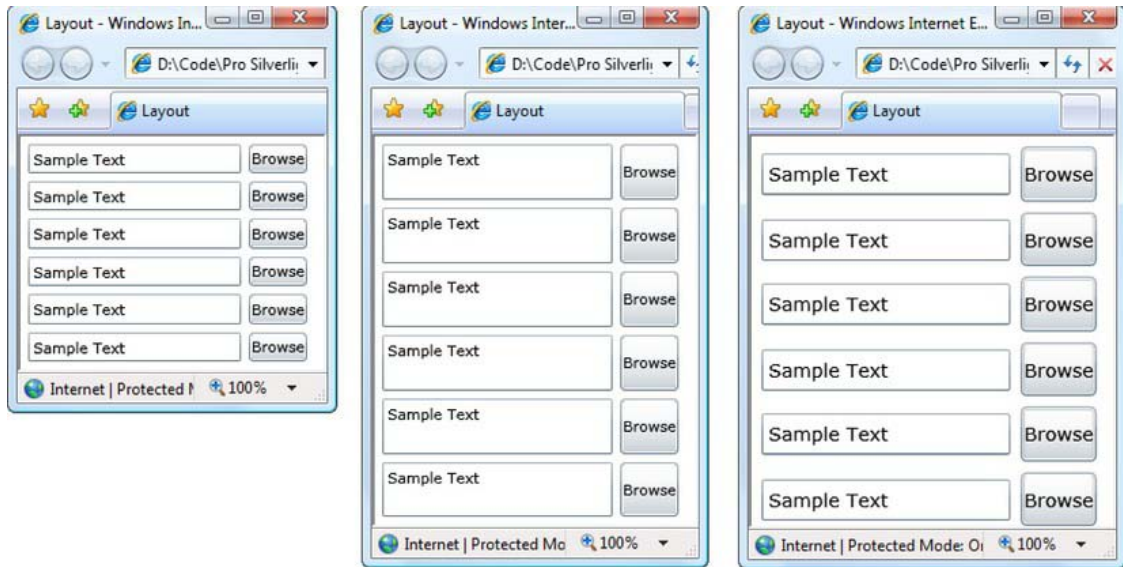 Layout - Windows In...
D:\Code\Pro Silverli
Layout
Sample Text Browse
Sample Text Browse
Sample Text Browse
Sample Text Browse
Sample Text Browse
Sample Text Browse
Internet | Protected 100%
Layout - Windows Inter...
D:\Code\Pro Silverli
Layout
Sample Text Browse
Sample Text Browse
Sample Text Browse
Sample Text Browse
Sample Text Browse
Sample Text Browse
Internet | Protected Mo 100%
Layout - Windows Internet E...
D:\Code\Pro Silverli
Layout
Sample Text Browse
Sample Text Browse
Sample Text Browse
Sample Text Browse
Sample Text Browse
Sample Text Browse
Internet | Protected Mode: 100%